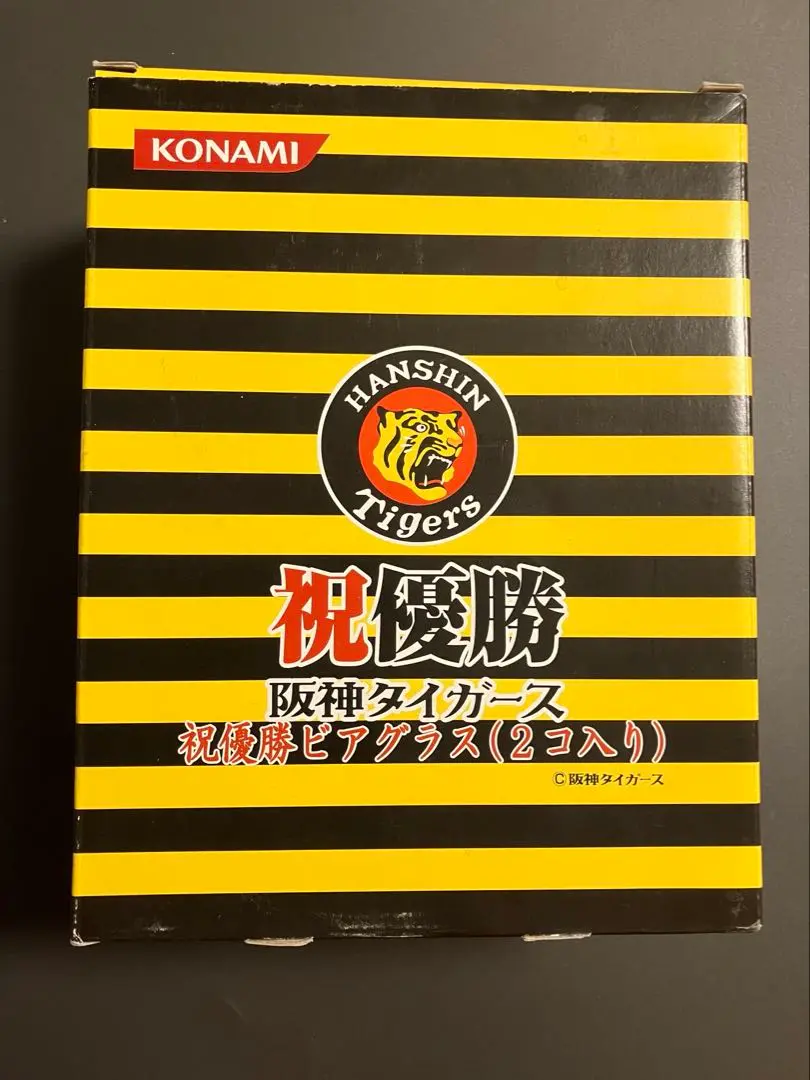 KONAMI
HANSHIN
Tigers
祝優勝
阪神タイガース
祝優勝ビアグラス(2コ入り)
©阪神タイガース